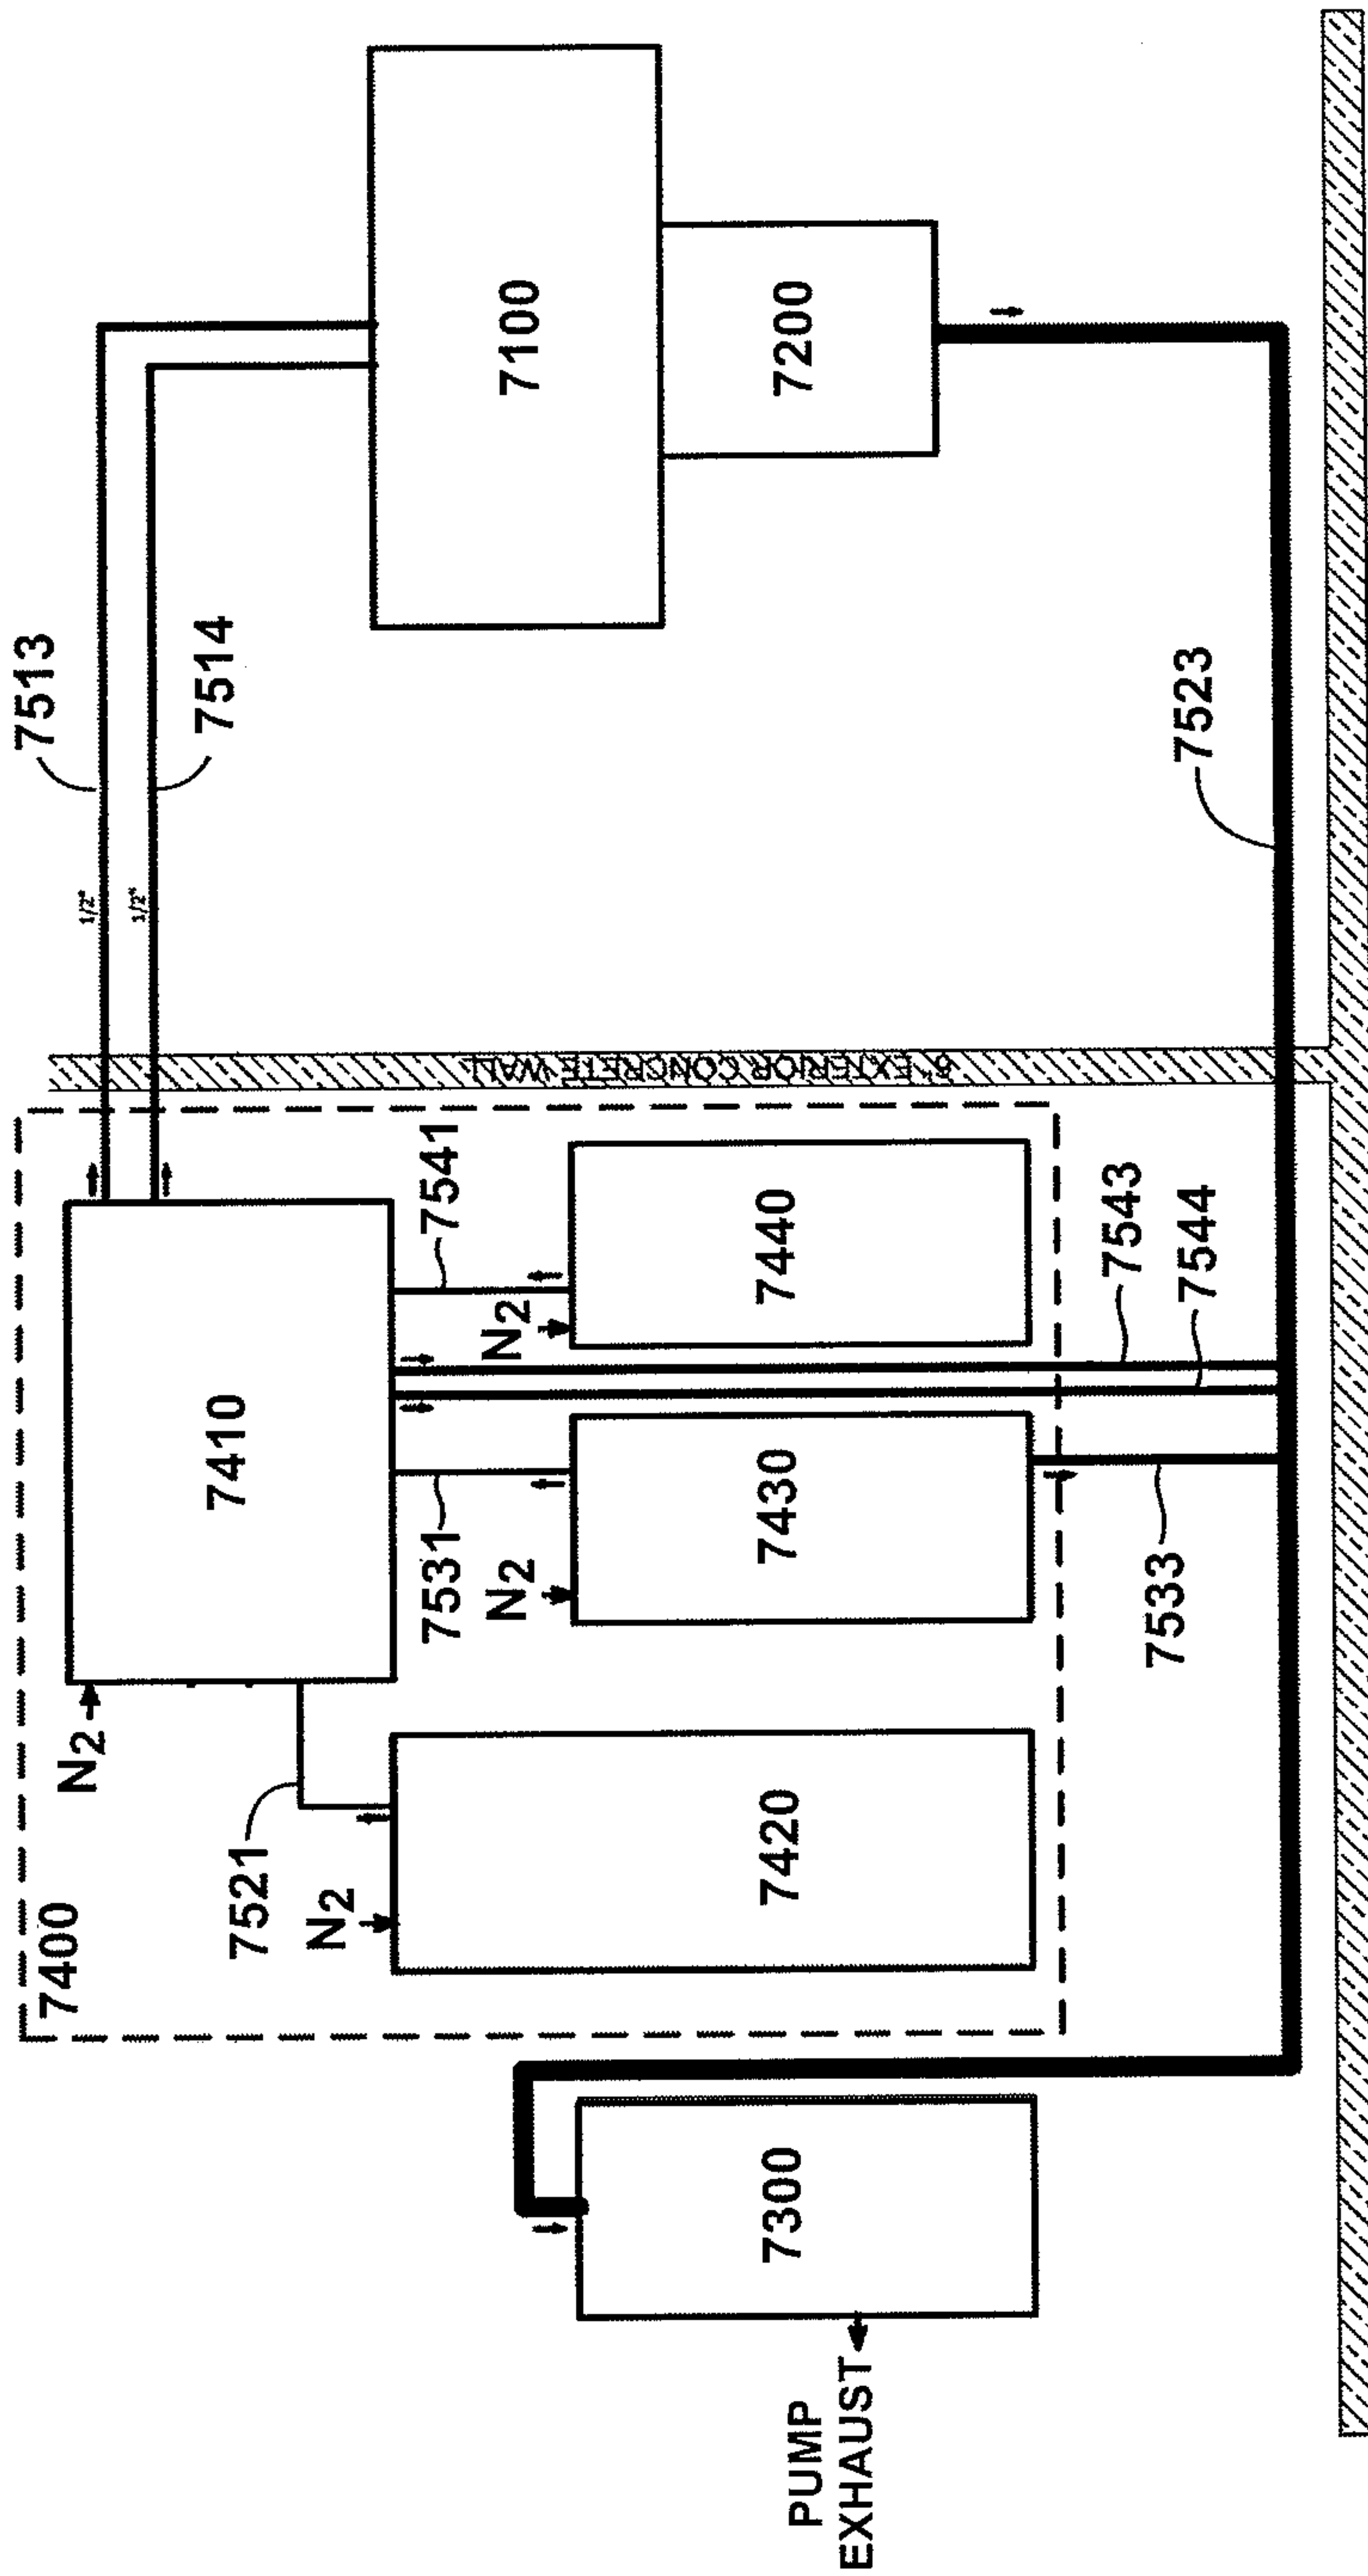 7513
7514
1/2"
1/2"
7100
7200
7523
6" EXTERIOR CONCRETE WALL
7400
N2
7410
7521
N2
7420
7531
N2
7430
7541
N2
7440
7543
7544
7533
7300
PUMP
EXHAUST